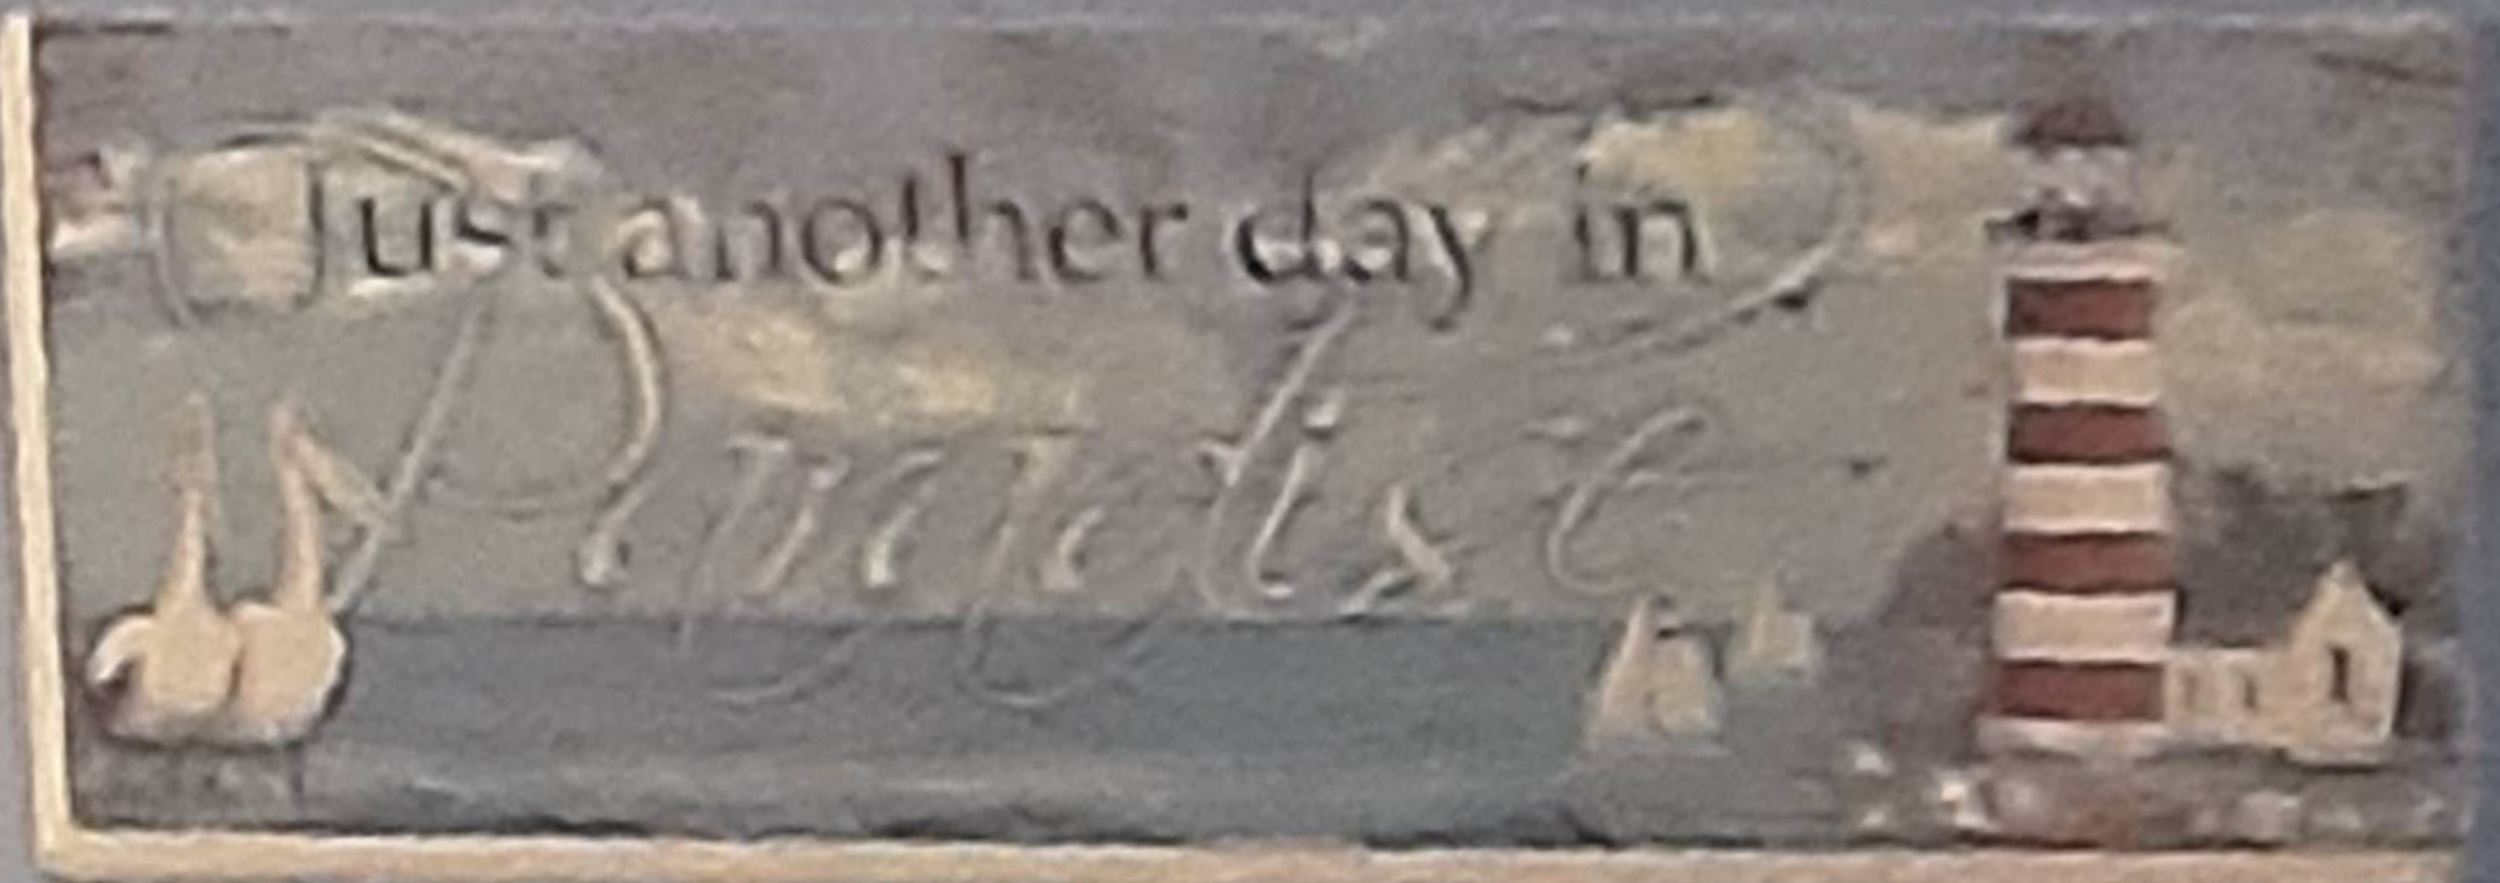 Just another day in
Paradise